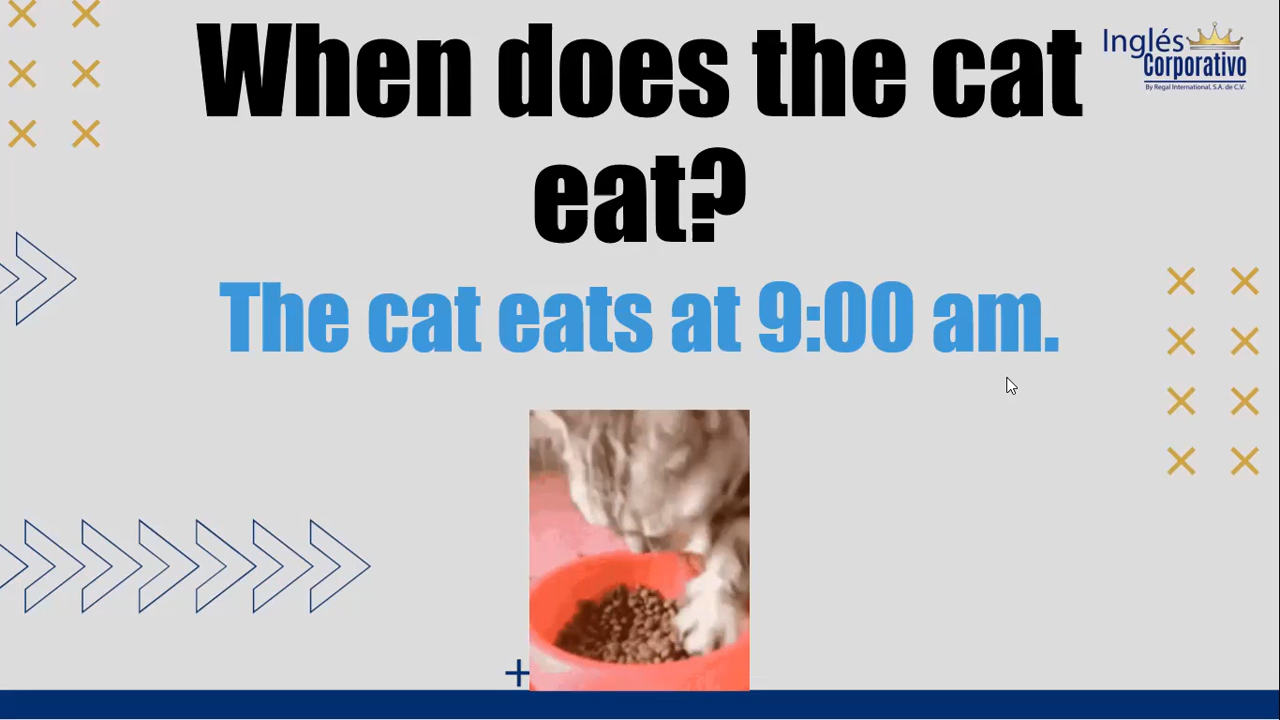 When does the cat
eat?
The cat eats at 9:00 am.
Inglés
Corporativo
By Regal International, S.A. de C.V.